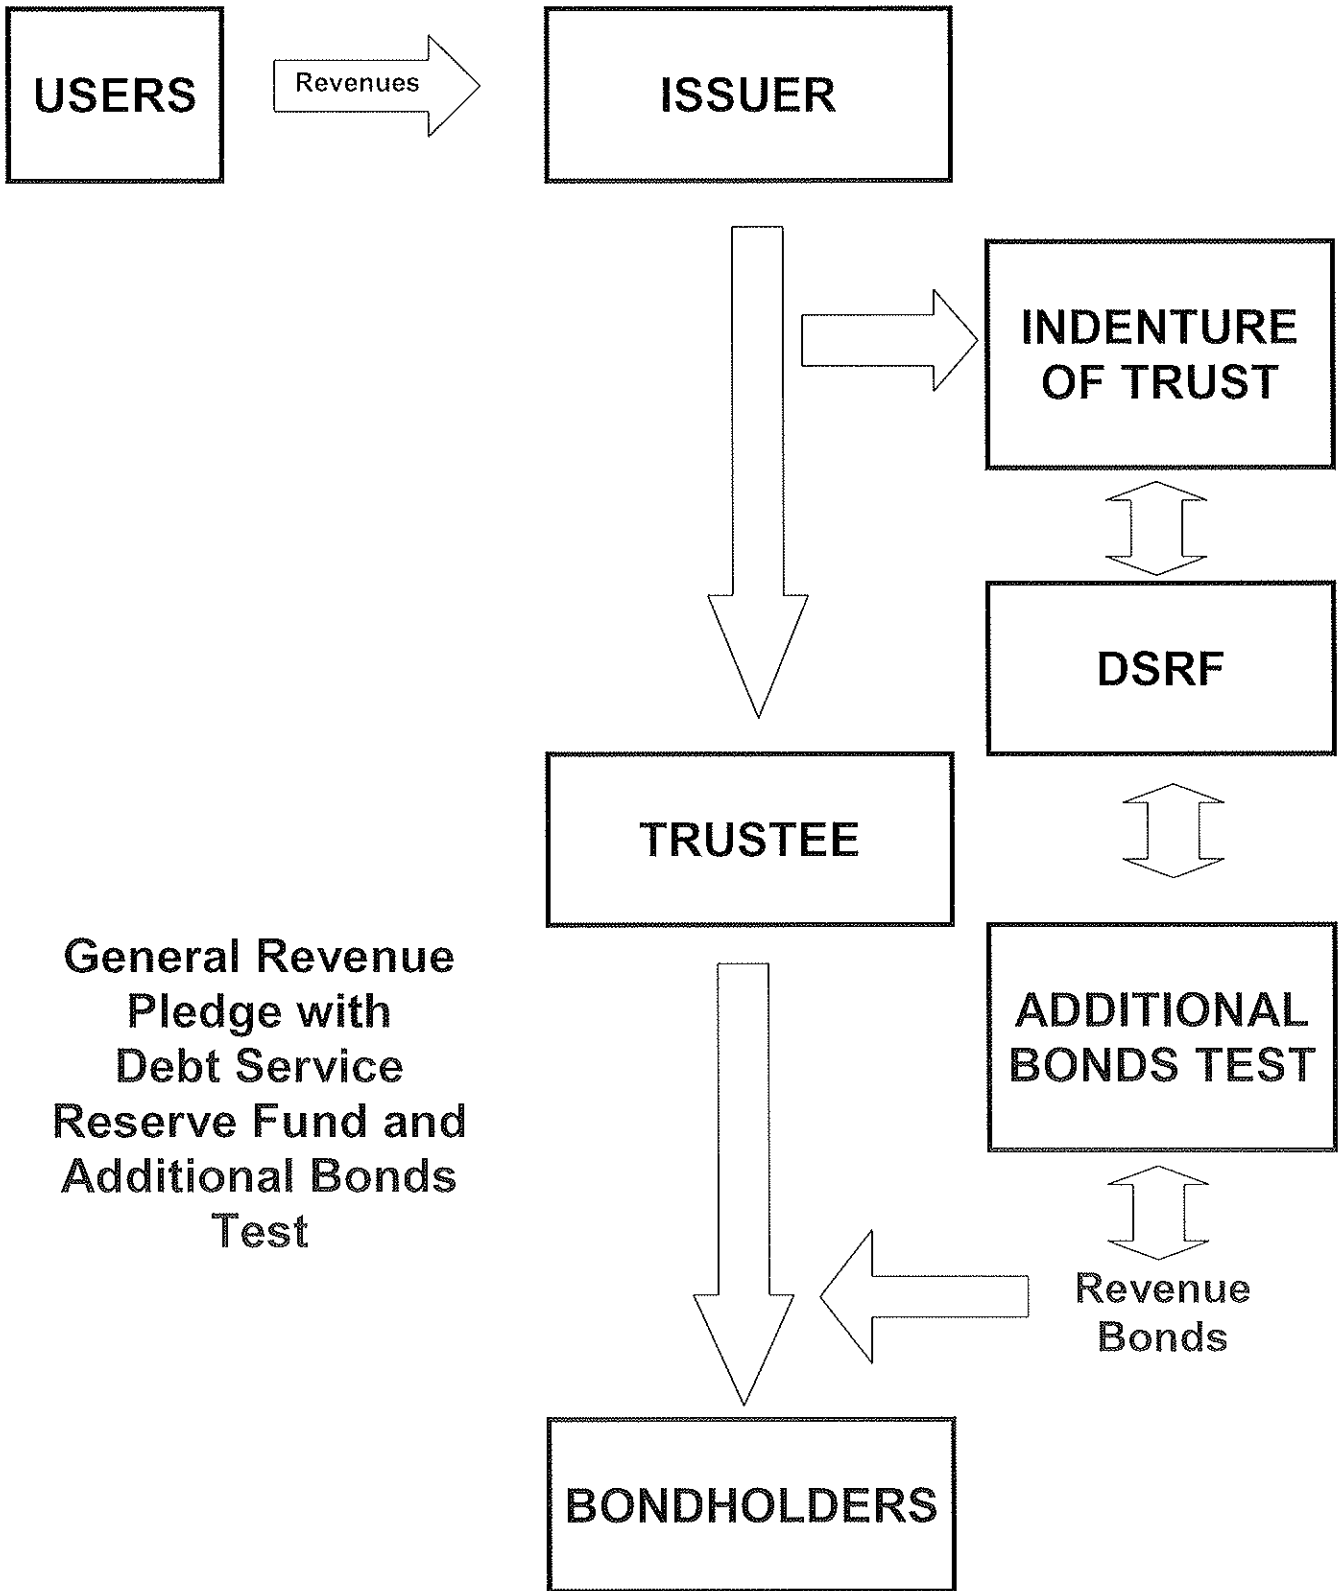 USERS
Revenues
ISSUER
INDENTURE
OF TRUST
DSRF
TRUSTEE
General Revenue
Pledge with
Debt Service
Reserve Fund and
Additional Bonds
Test
ADDITIONAL
BONDS TEST
Revenue
Bonds
BONDHOLDERS